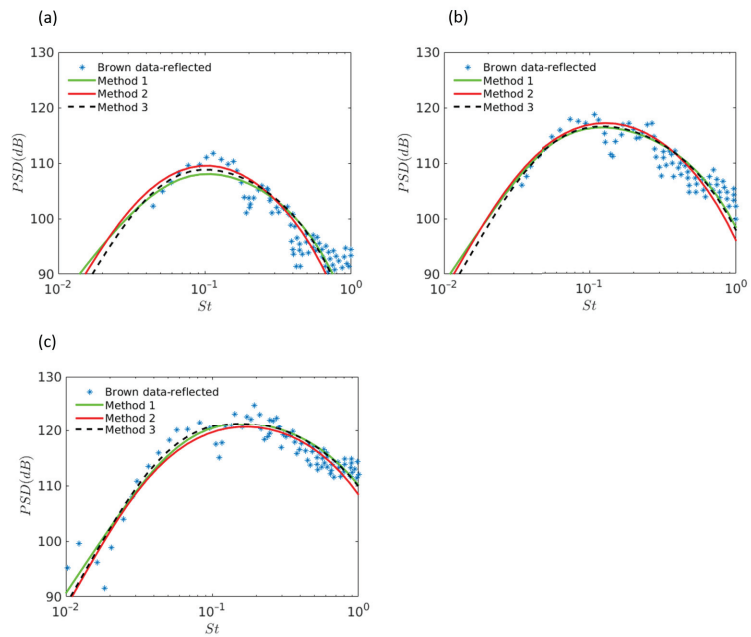 (a)
130
120
110
100
90
PSD(dB)
Brown data-reflected
Method 1
Method 2
Method 3
10^-2
10^-1
10^0
St
(b)
130
120
110
100
90
PSD(dB)
Brown data-reflected
Method 1
Method 2
Method 3
10^-2
10^-1
10^0
St
(c)
130
120
110
100
90
PSD(dB)
Brown data-reflected
Method 1
Method 2
Method 3
10^-2
10^-1
10^0
St